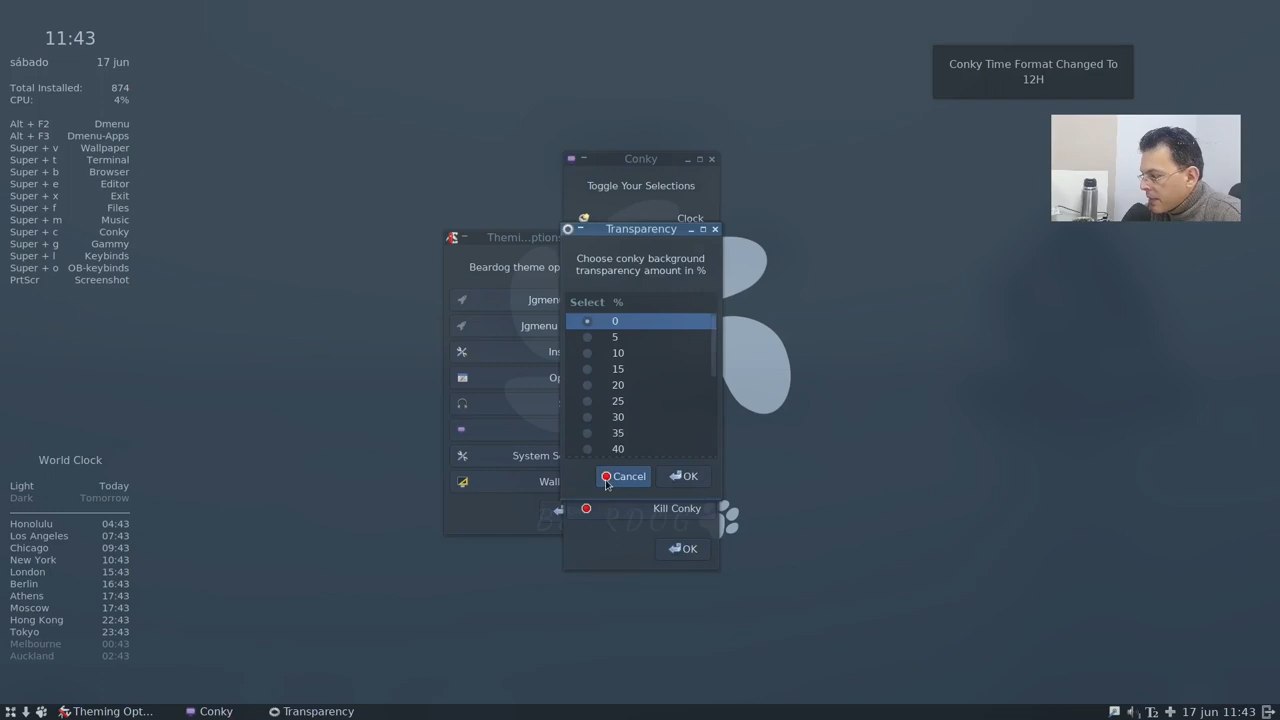 11:43
sábado 17 jun
Total Installed: 874
CPU: 4%
Alt + F2 Dmenu
Alt + F3 Dmenu-Apps
Super + v Wallpaper
Super + t Terminal
Super + b Browser
Super + e Editor
Super + x Exit
Super + f Files
Super + m Music
Super + c Conky
Super + g Gammy
Super + l Keybinds
Super + o OB-keybinds
PrtScr Screenshot
World Clock
Light Today
Dark Tomorrow
Honolulu 04:43
Los Angeles 07:43
Chicago 09:43
New York 10:43
London 15:43
Berlin 16:43
Athens 17:43
Moscow 17:43
Hong Kong 22:43
Tokyo 23:43
Melbourne 00:43
Auckland 02:43
Conky Time Format Changed To
12H
Conky
Toggle Your Selections
Clock
Themi...ptions
Beardog theme op
Jgmen
Jgmenu
Ins
Op
System S
Wall
Transparency
Choose conky background
transparency amount in %
Select %
0
5
10
15
20
25
30
35
40
Cancel OK
Kill Conky
OK
Theming Opt... Conky Transparency 17 jun 11:43